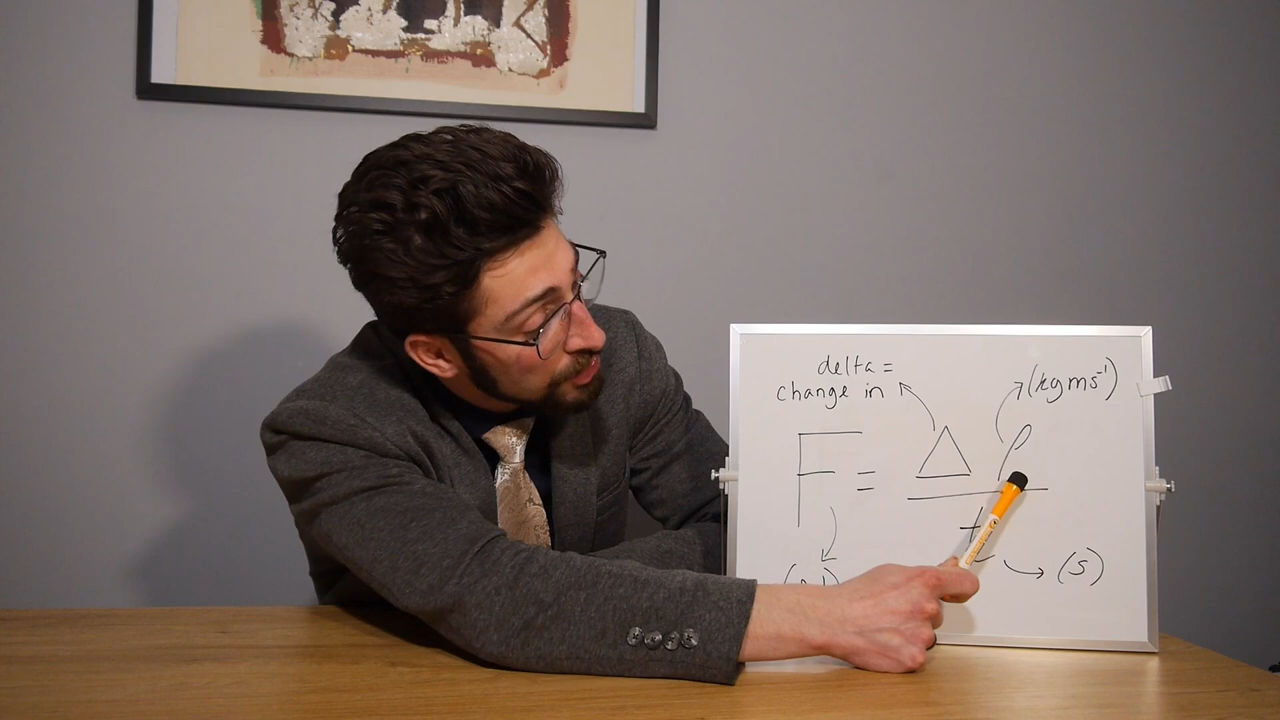 delta =
change in
(kgms⁻¹)
F = Δp
t
(s)